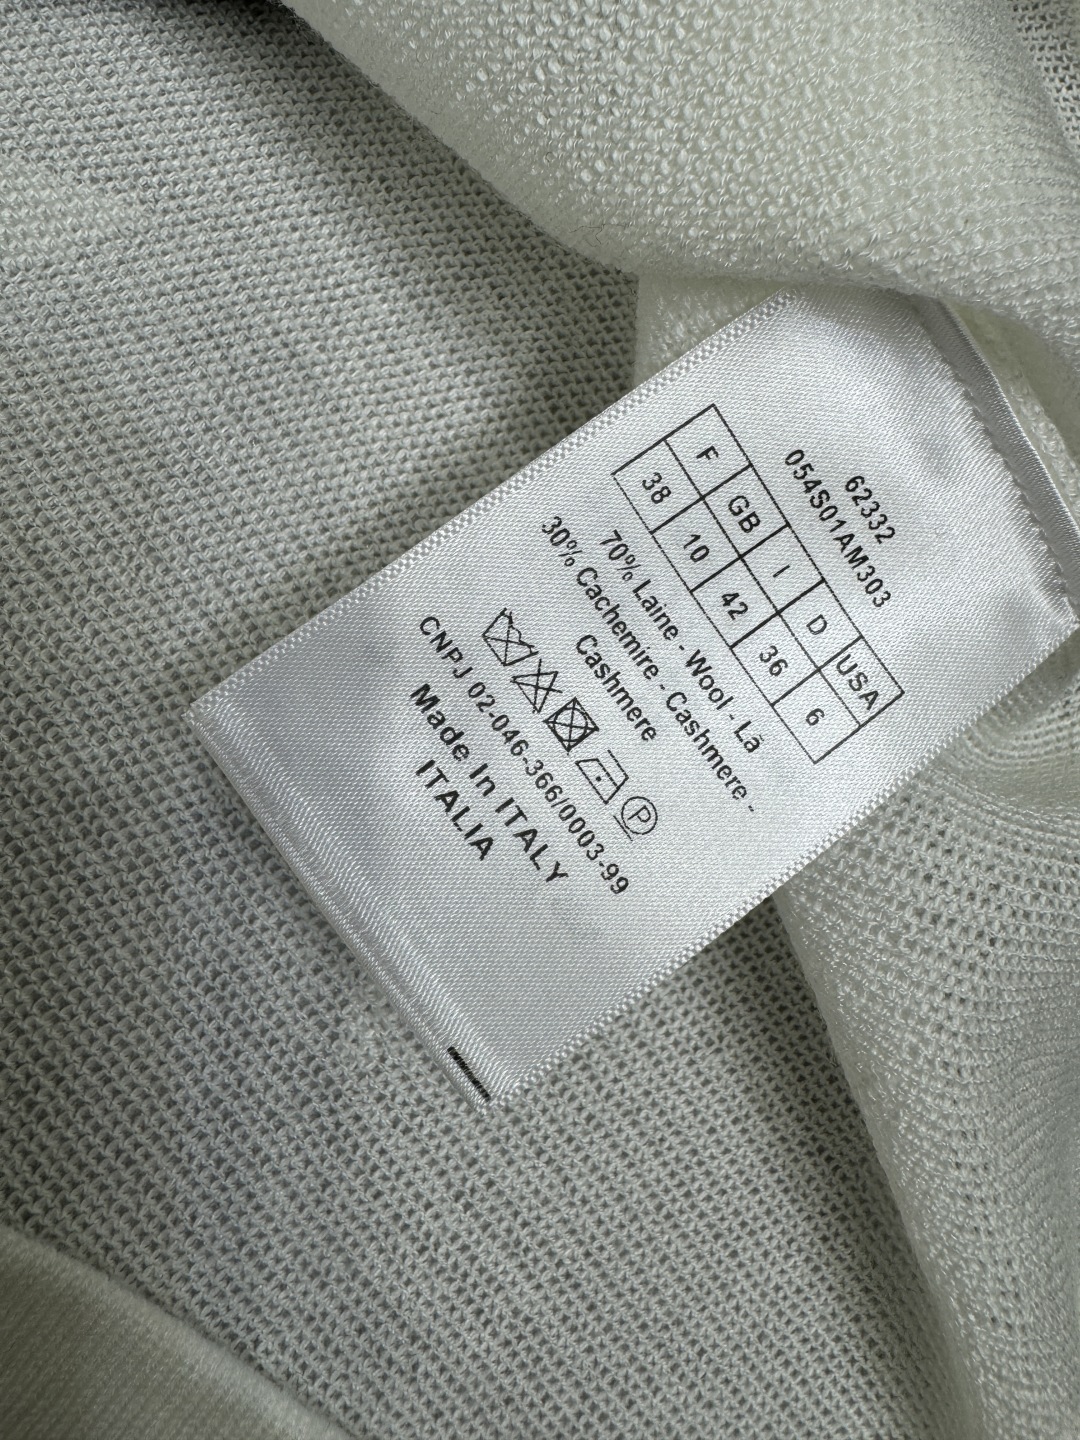 62332
054S01AM303
F GB I D USA
38 10 42 36 6
70% Laine - Wool - Lã
30% Cachemire - Cashmere -
Cashmere
P
CNPJ 02-046-366/0003-99
Made In ITALY
ITALIA